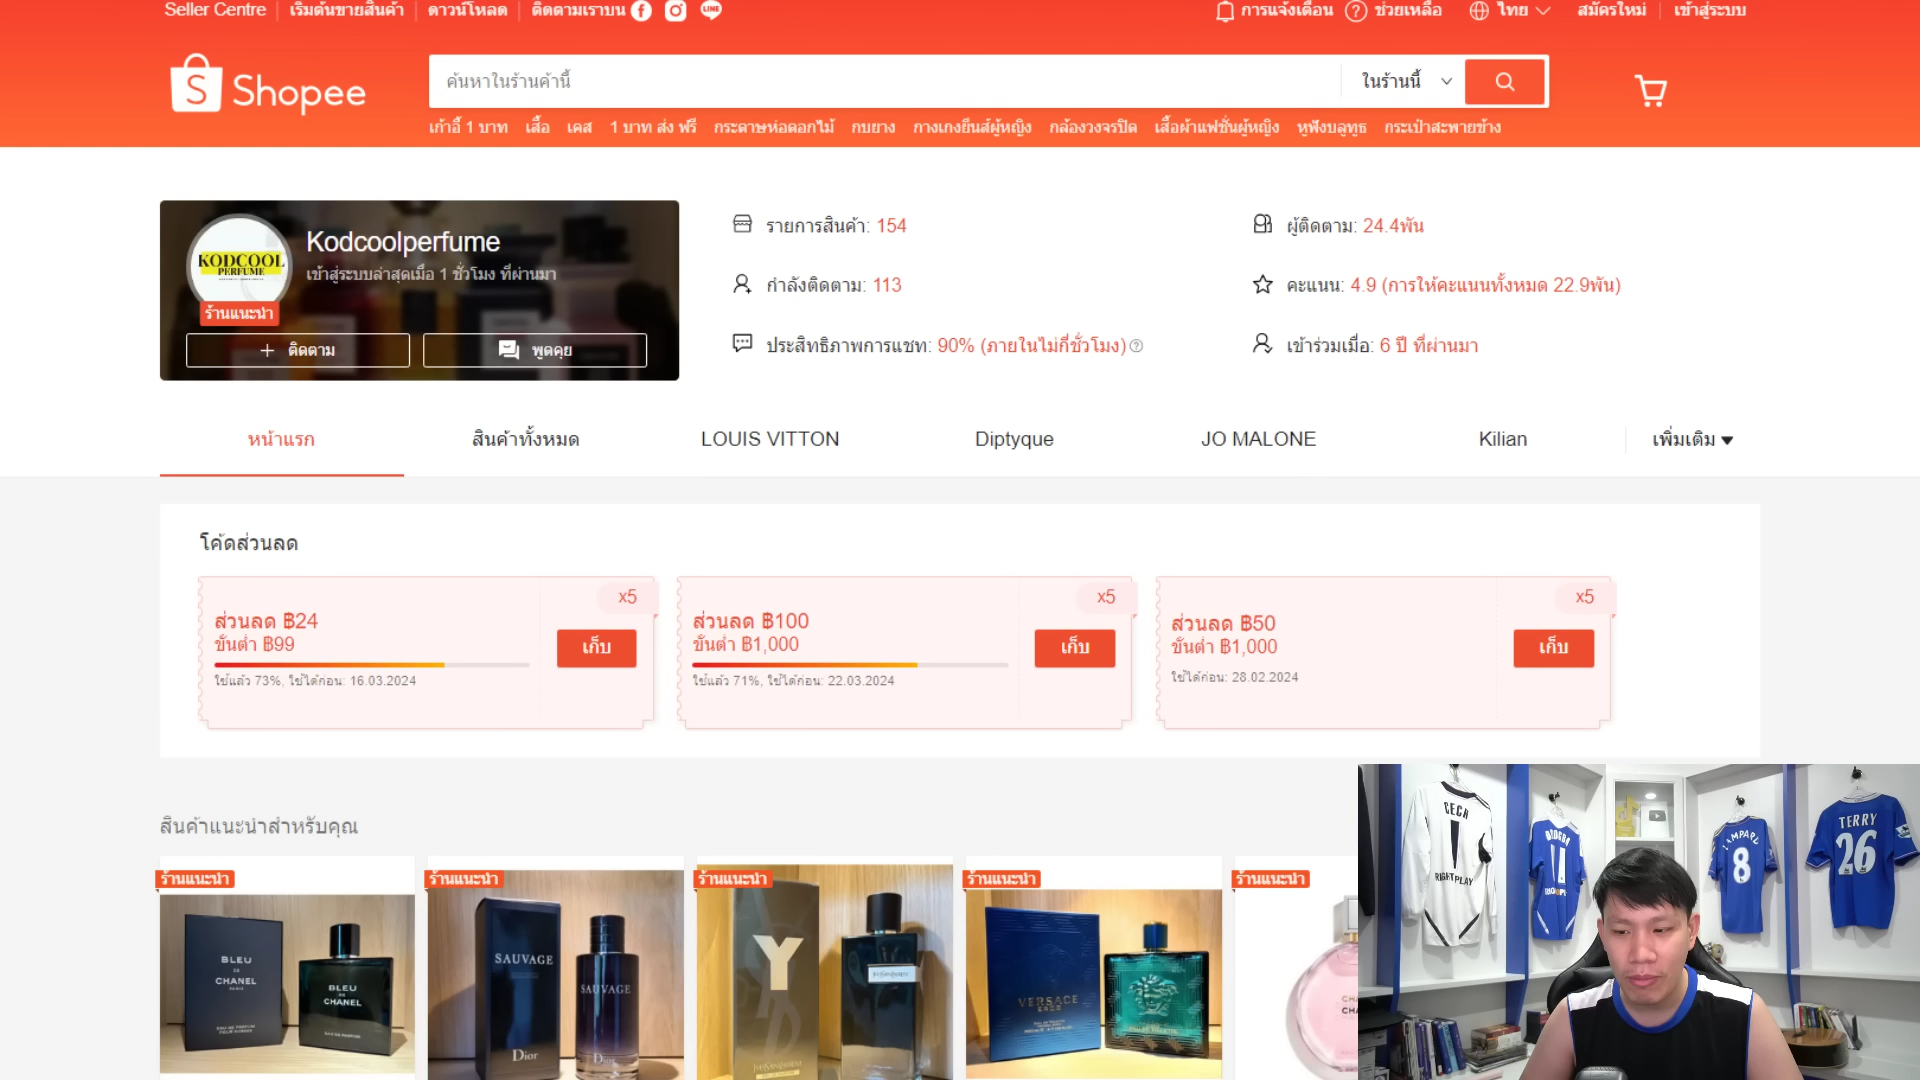 Seller Centre
เริ่มต้นขายสินค้า
ดาวน์โหลด
ติดตามเราบน
LINE
การแจ้งเตือน
ช่วยเหลือ
ไทย
สมัครใหม่
เข้าสู่ระบบ
S Shopee
ค้นหาในร้านค้านี้
ในร้านนี้
เก้าอี้ 1 บาท เสื้อ เคส 1 บาท ส่ง ฟรี กระดาษห่อดอกไม้ กบยาง กางเกงยีนส์ผู้หญิง กล้องวงจรปิด เสื้อผ้าแฟชั่นผู้หญิง หูฟังบลูทูธ กระเป๋าสะพายข้าง
KODCOOL
PERFUME
Kodcoolperfume
เข้าสู่ระบบล่าสุดเมื่อ 1 ชั่วโมง ที่ผ่านมา
ร้านแนะนำ
+ ติดตาม
พูดคุย
รายการสินค้า: 154
ผู้ติดตาม: 24.4พัน
กำลังติดตาม: 113
คะแนน: 4.9 (การให้คะแนนทั้งหมด 22.9พัน)
ประสิทธิภาพการแชท: 90% (ภายในไม่กี่ชั่วโมง)
เข้าร่วมเมื่อ: 6 ปี ที่ผ่านมา
หน้าแรก
สินค้าทั้งหมด
LOUIS VITTON
Diptyque
JO MALONE
Kilian
เพิ่มเติม
โค้ดส่วนลด
x5
ส่วนลด ฿24
ขั้นต่ำ ฿99
เก็บ
ใช้แล้ว 73%, ใช้ได้ก่อน: 16.03.2024
x5
ส่วนลด ฿100
ขั้นต่ำ ฿1,000
เก็บ
ใช้แล้ว 71%, ใช้ได้ก่อน: 22.03.2024
x5
ส่วนลด ฿50
ขั้นต่ำ ฿1,000
เก็บ
ใช้ได้ก่อน: 28.02.2024
สินค้าแนะนำสำหรับคุณ
ร้านแนะนำ
ร้านแนะนำ
ร้านแนะนำ
ร้านแนะนำ
ร้านแนะนำ
BLEU
DE
CHANEL
PARIS
BLEU
DE
CHANEL
SAUVAGE
Dior
SAUVAGE
Dior
Y
VERSACE
EROS
CECH
1
DROGBA
11
LAMPARD
8
TERRY
26